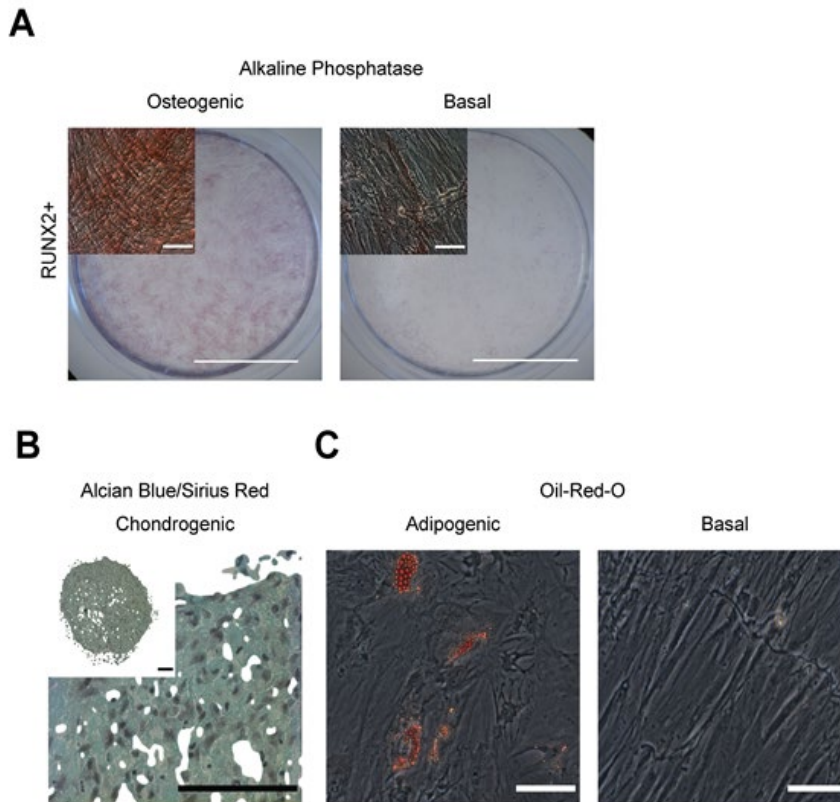 A
Alkaline Phosphatase
Osteogenic
Basal
RUNX2+
B
Alcian Blue/Sirius Red
Chondrogenic
C
Oil-Red-O
Adipogenic
Basal